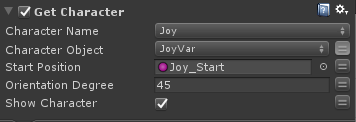 Get Character
Character Name Joy
Character Object JoyVar
Start Position Joy_Start
Orientation Degree 45
Show Character